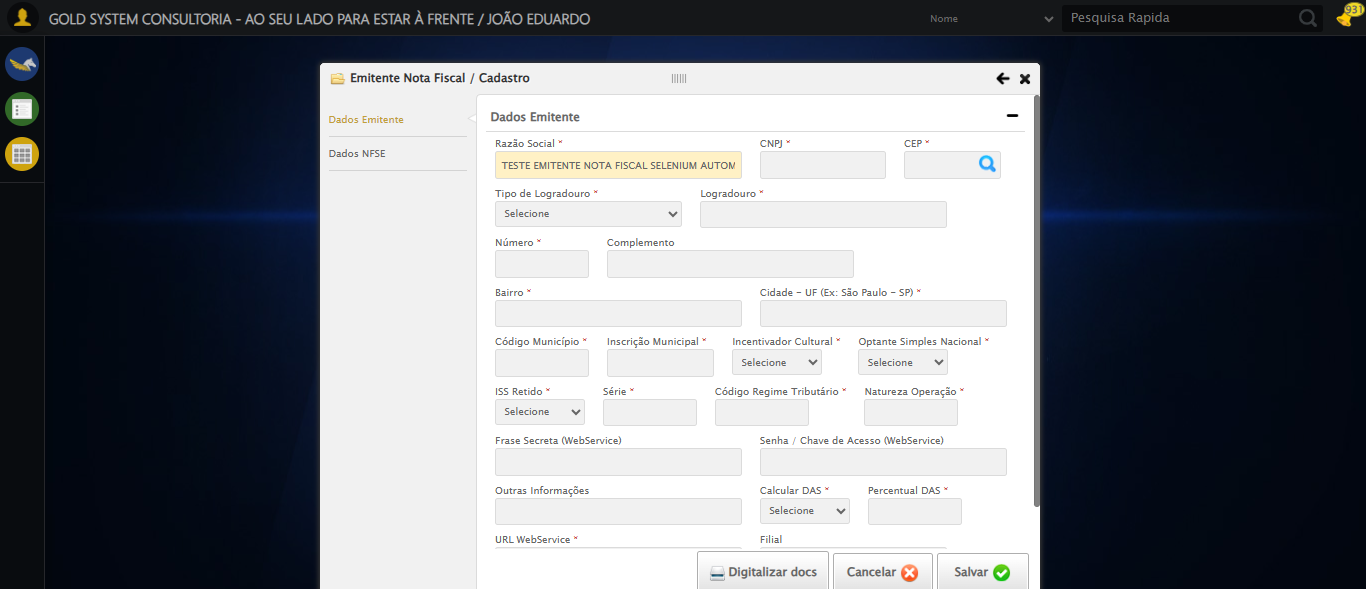 GOLD SYSTEM CONSULTORIA - AO SEU LADO PARA ESTAR À FRENTE / JOÃO EDUARDO
Nome
Pesquisa Rapida
931
Emitente Nota Fiscal / Cadastro
Dados Emitente
Dados NFSE
Dados Emitente
Razão Social * CNPJ * CEP *
TESTE EMITENTE NOTA FISCAL SELENIUM AUTOM
Tipo de Logradouro * Logradouro *
Selecione
Número * Complemento
Bairro * Cidade - UF (Ex: São Paulo - SP) *
Código Município * Inscrição Municipal * Incentivador Cultural * Optante Simples Nacional *
Selecione Selecione
ISS Retido * Série * Código Regime Tributário * Natureza Operação *
Selecione
Frase Secreta (WebService) Senha / Chave de Acesso (WebService)
Outras Informações Calcular DAS * Percentual DAS *
Selecione
URL WebService * Filial
Digitalizar docs Cancelar Salvar